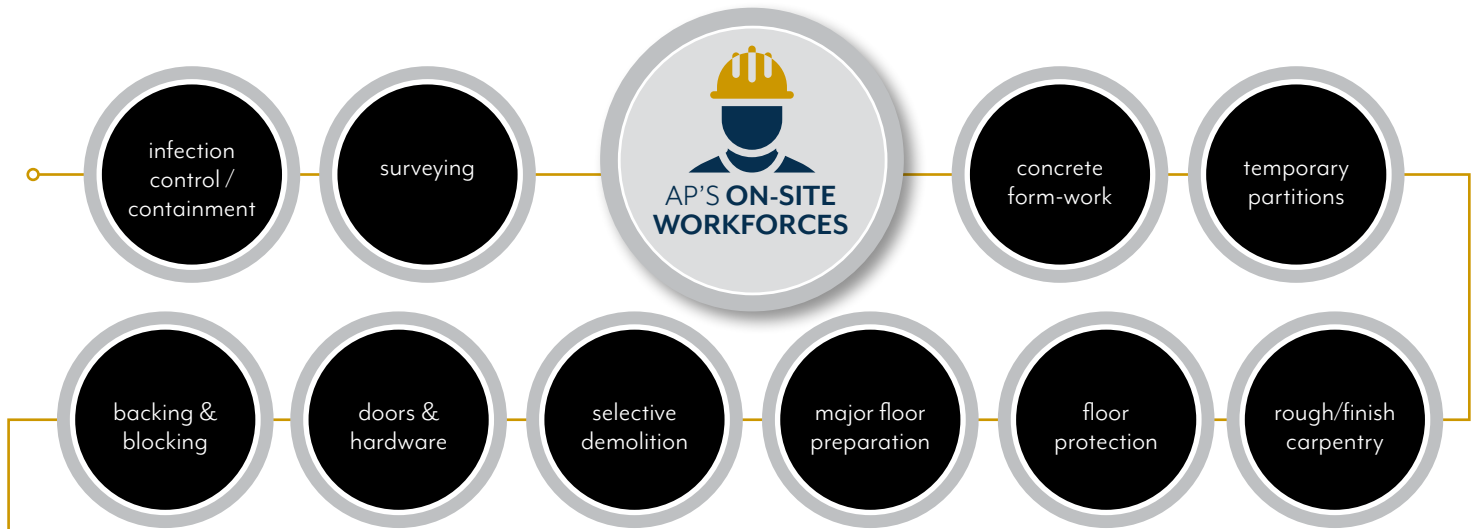 infection
control /
containment
surveying
AP'S ON-SITE
WORKFORCES
concrete
form-work
temporary
partitions
backing &
blocking
doors &
hardware
selective
demolition
major floor
preparation
floor
protection
rough/finish
carpentry